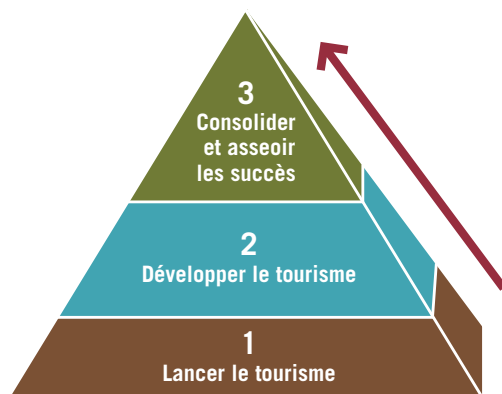 3
Consolider
et asseoir
les succès
2
Développer le tourisme
1
Lancer le tourisme